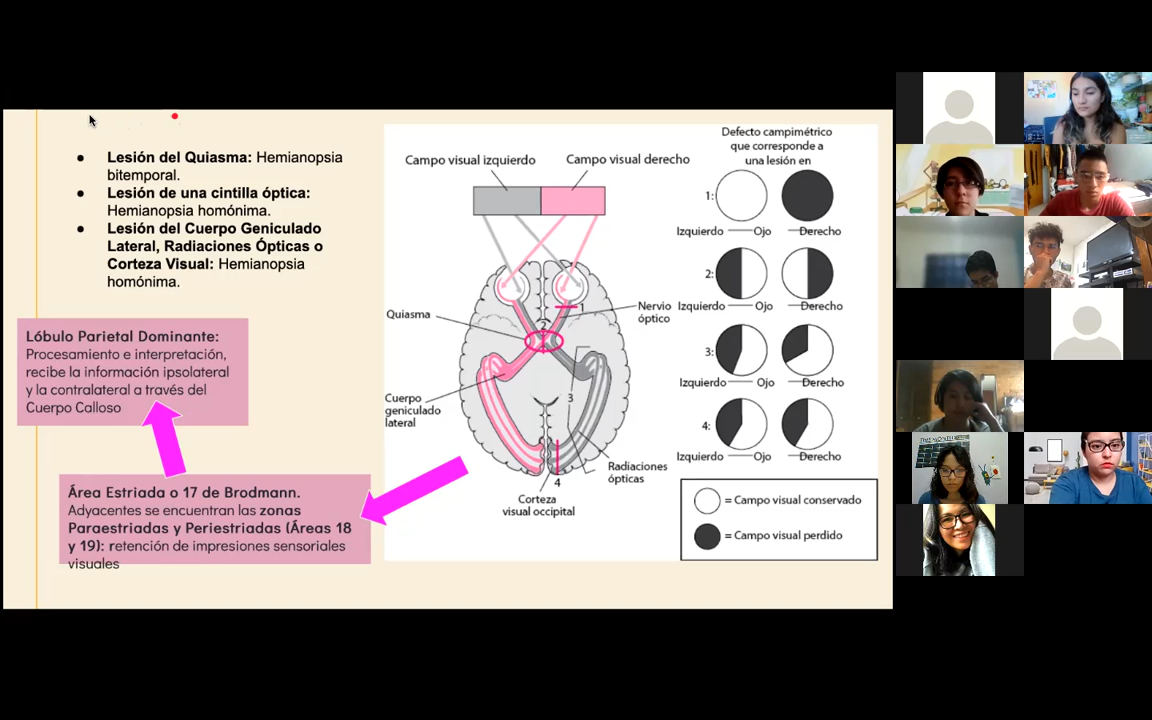 ● Lesión del Quiasma: Hemianopsia
bitemporal.
● Lesión de una cintilla óptica:
Hemianopsia homónima.
● Lesión del Cuerpo Geniculado
Lateral, Radiaciones Ópticas o
Corteza Visual: Hemianopsia
homónima.
Lóbulo Parietal Dominante:
Procesamiento e interpretación,
recibe la información ipsolateral
y la contralateral a través del
Cuerpo Calloso
Área Estriada o 17 de Brodmann.
Adyacentes se encuentran las zonas
Paraestriadas y Periestriadas (Áreas 18
y 19): retención de impresiones sensoriales
visuales
Campo visual izquierdo
Campo visual derecho
1
Nervio
óptico
Quiasma
2
Cuerpo
geniculado
lateral
3
Radiaciones
ópticas
4
Corteza
visual occipital
Defecto campimétrico
que corresponde a
una lesión en
1:
Izquierdo Ojo Derecho
2:
Izquierdo Ojo Derecho
3:
Izquierdo Ojo Derecho
4:
Izquierdo Ojo Derecho
= Campo visual conservado
= Campo visual perdido